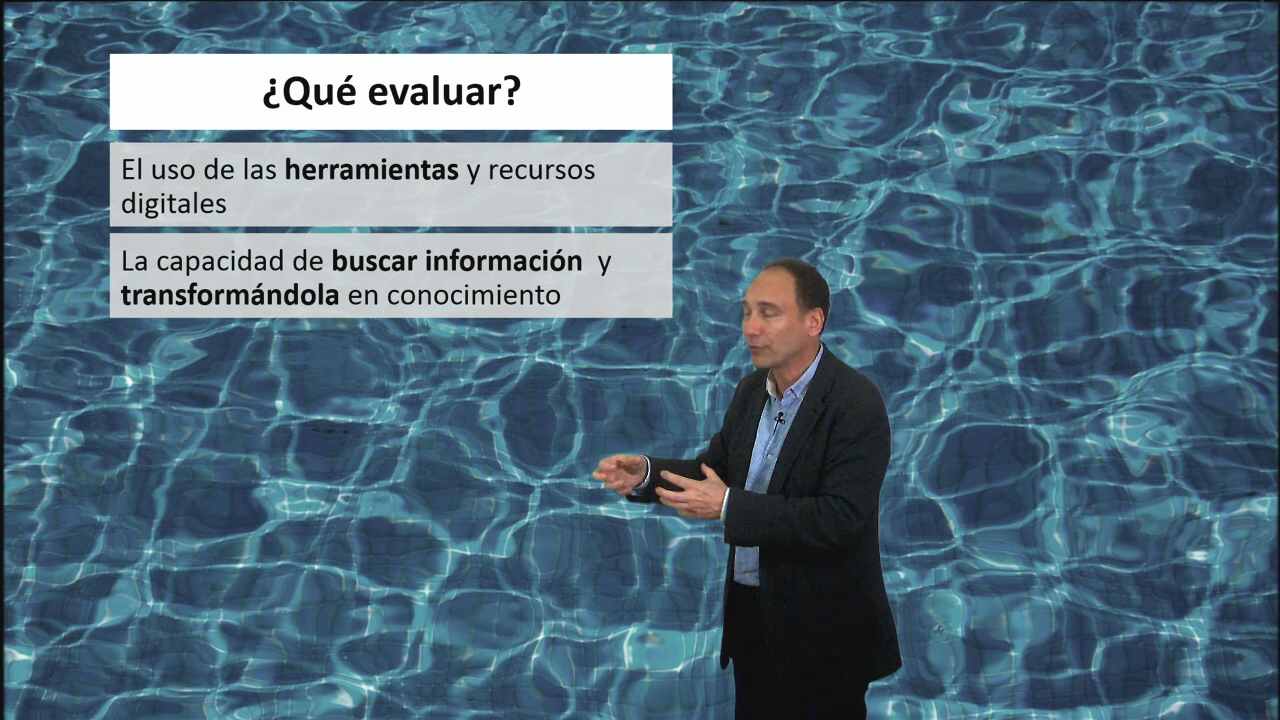 ¿Qué evaluar?
El uso de las herramientas y recursos
digitales
La capacidad de buscar información y
transformándola en conocimiento